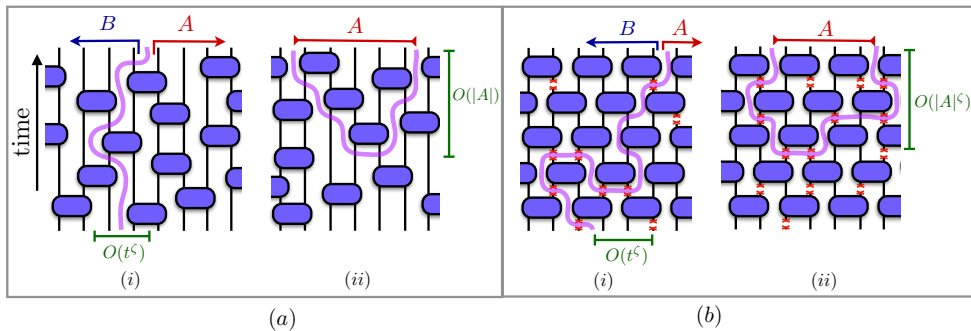 B A
A
time
O(|A|)
O(t^ζ)
(i) (ii)
(a)
B A
A
O(|A|^ζ)
O(t^ζ)
(i) (ii)
(b)